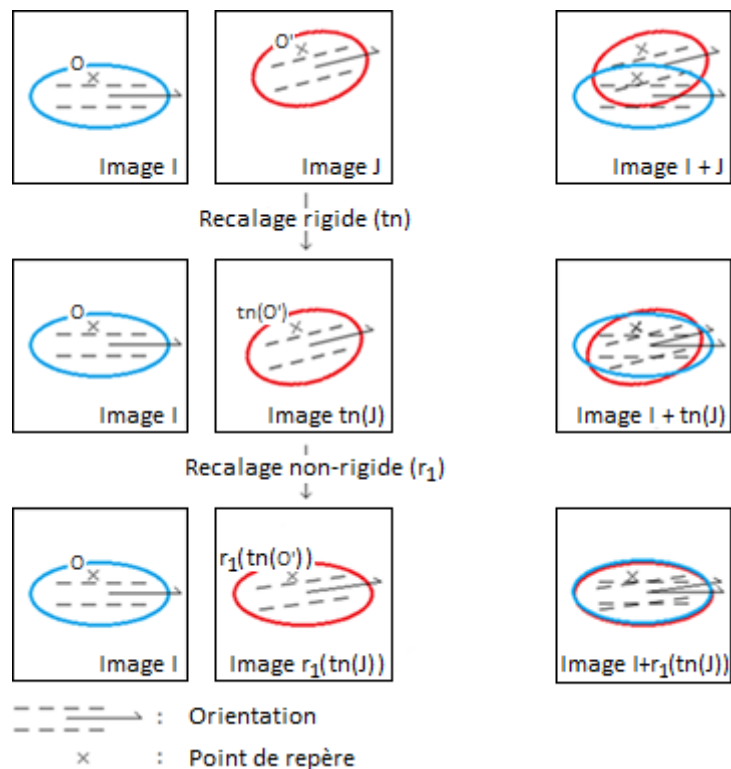 O
Image I
O'
Image J
Image I + J
Recalage rigide (tn)
O
Image I
tn(O')
Image tn(J)
Image I + tn(J)
Recalage non-rigide (r₁)
O
Image I
r₁(tn(O'))
Image r₁(tn(J))
Image I+r₁(tn(J))
: Orientation
: Point de repère